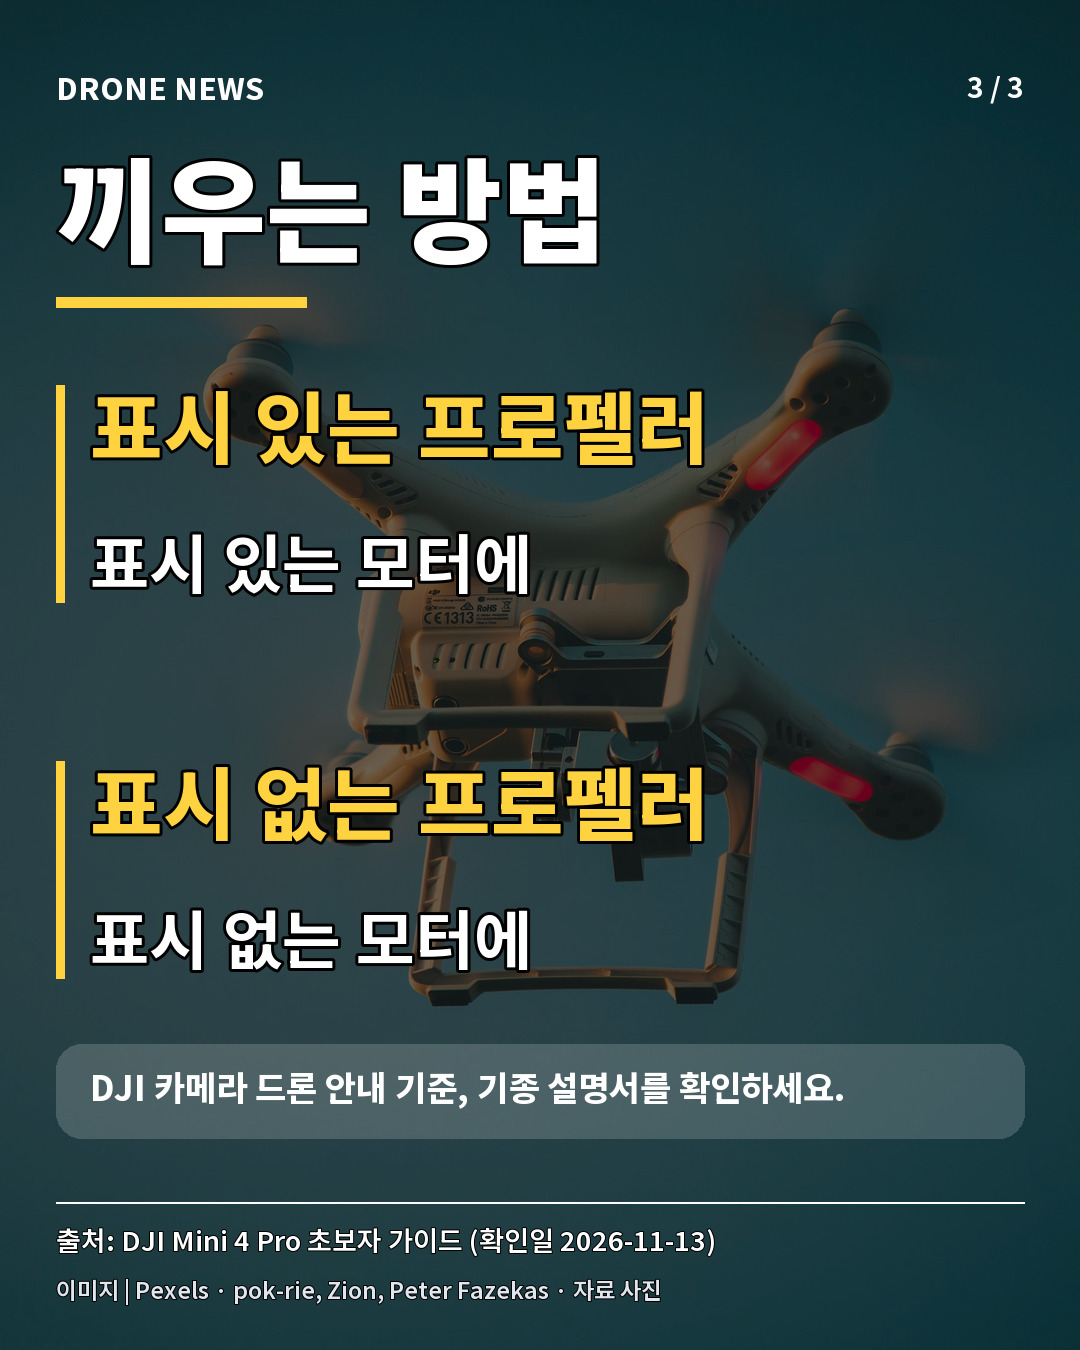 DRONE NEWS
3 / 3
끼우는 방법
표시 있는 프로펠러
표시 있는 모터에
CE1313 RoHS
표시 없는 프로펠러
표시 없는 모터에
DJI 카메라 드론 안내 기준, 기종 설명서를 확인하세요.
출처: DJI Mini 4 Pro 초보자 가이드 (확인일 2026-11-13)
이미지 | Pexels · pok-rie, Zion, Peter Fazekas · 자료 사진